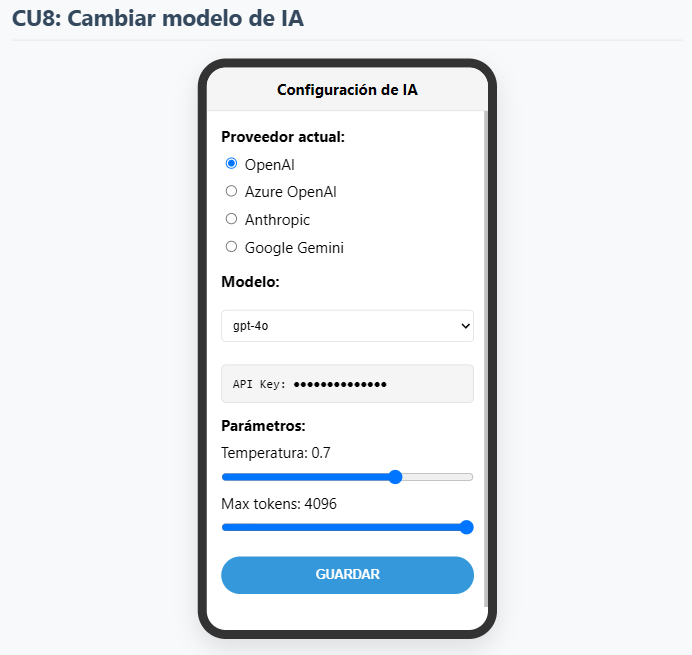 CU8: Cambiar modelo de IA
Configuración de IA
Proveedor actual:
OpenAI
Azure OpenAI
Anthropic
Google Gemini
Modelo:
gpt-4o
API Key: ••••••••••••••
Parámetros:
Temperatura: 0.7
Max tokens: 4096
GUARDAR